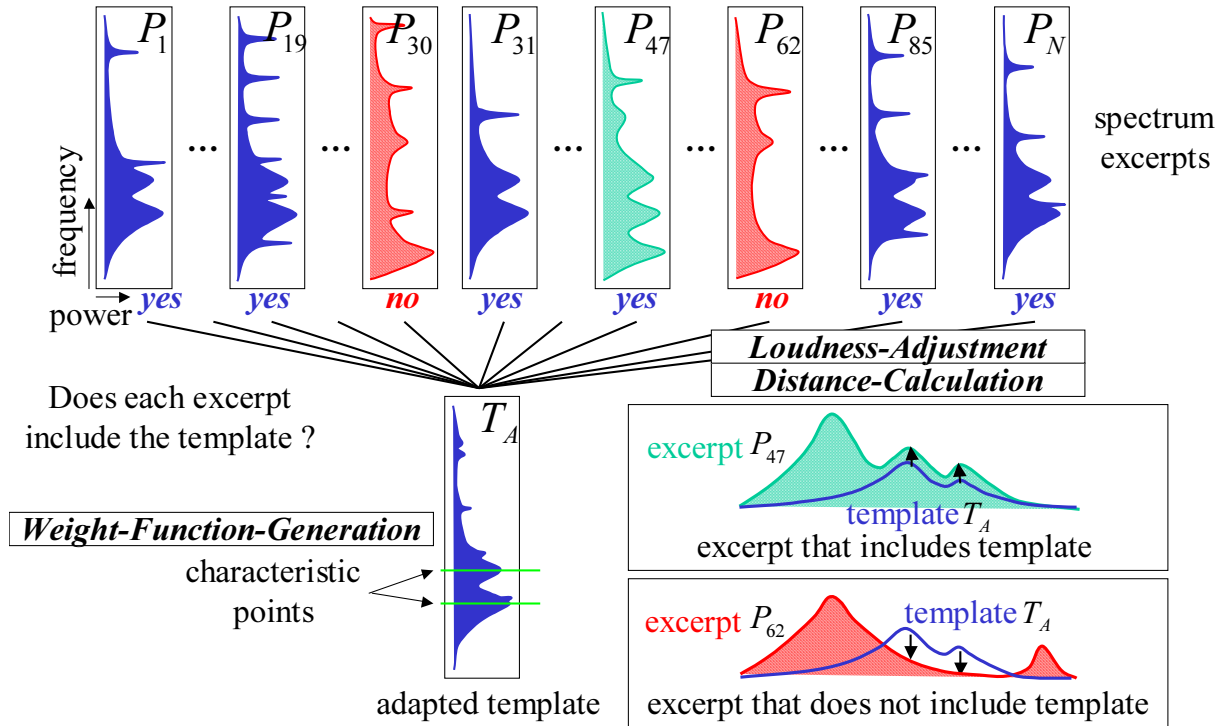 P1 P19 P30 P31 P47 P62 P85 PN
... ... ... ... ... ... ...
spectrum
excerpts
frequency
power
yes yes no yes yes no yes yes
Does each excerpt
include the template ?
Loudness-Adjustment
Distance-Calculation
TA
Weight-Function-Generation
characteristic
points
adapted template
excerpt P47
template TA
excerpt that includes template
excerpt P62
template TA
excerpt that does not include template